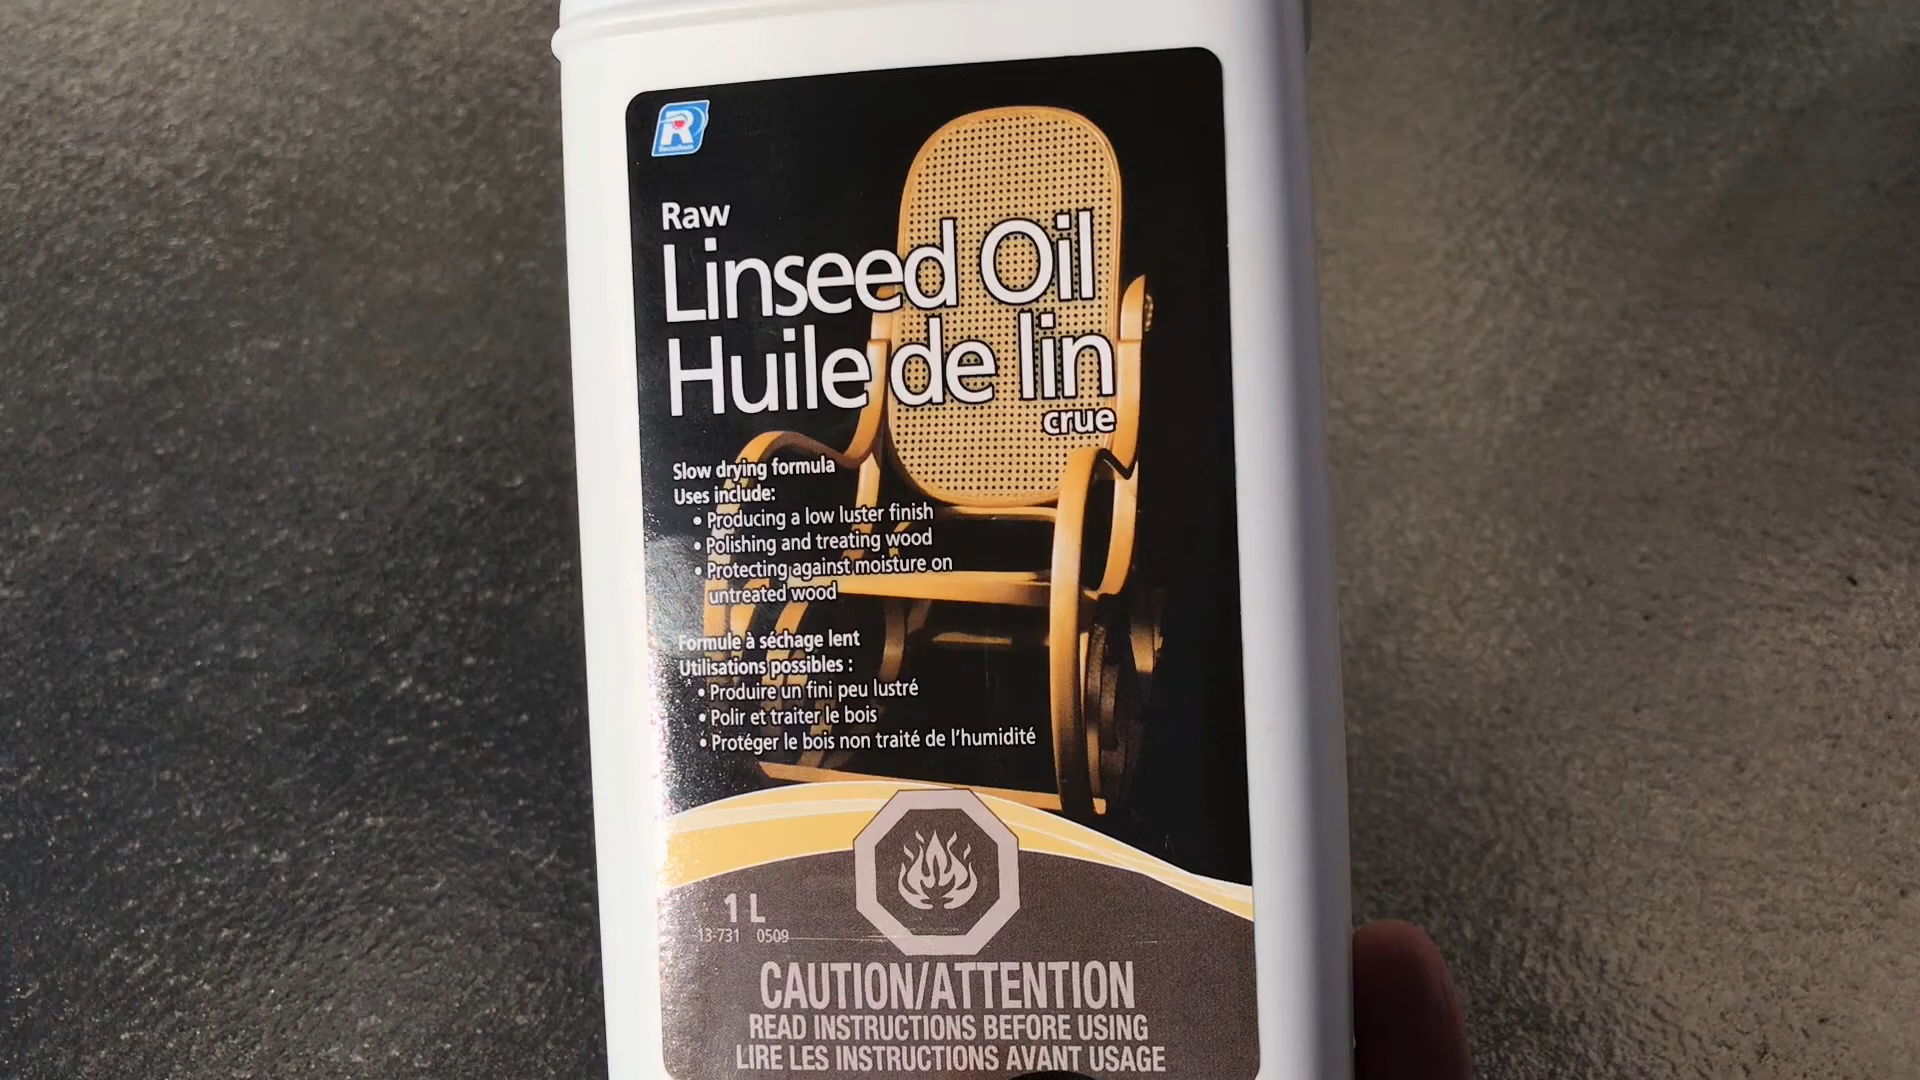 Raw
Linseed Oil
Huile de lin
crue
Slow drying formula
Uses include:
• Producing a low luster finish
• Polishing and treating wood
• Protecting against moisture on
untreated wood
Formule à séchage lent
Utilisations possibles :
• Produire un fini peu lustré
• Polir et traiter le bois
• Protéger le bois non traité de l'humidité
1 L
13-731 0509
CAUTION/ATTENTION
READ INSTRUCTIONS BEFORE USING
LIRE LES INSTRUCTIONS AVANT USAGE